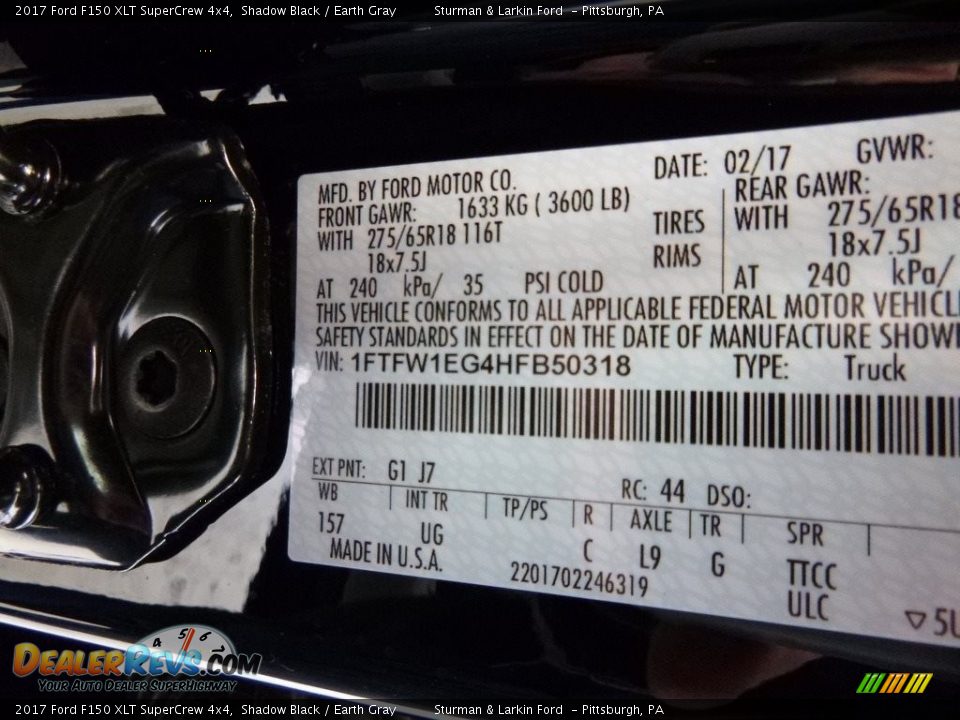 2017 Ford F150 XLT SuperCrew 4x4, Shadow Black / Earth Gray Sturman & Larkin Ford - Pittsburgh, PA
MFD. BY FORD MOTOR CO. DATE: 02/17 GVWR:
FRONT GAWR: 1633 KG ( 3600 LB) REAR GAWR:
WITH 275/65R18 116T TIRES WITH 275/65R18
18x7.5J RIMS 18x7.5J
AT 240 kPa/ 35 PSI COLD AT 240 kPa/
THIS VEHICLE CONFORMS TO ALL APPLICABLE FEDERAL MOTOR VEHICLE
SAFETY STANDARDS IN EFFECT ON THE DATE OF MANUFACTURE SHOWN
VIN: 1FTFW1EG4HFB50318 TYPE: Truck
EXT PNT: G1 J7 RC: 44 DSO:
WB INT TR TP/PS R AXLE TR SPR
157 UG C L9 G TTCC
MADE IN U.S.A. 2201702246319 ULC
5U
4 5 6
DEALERREVS.COM
YOUR AUTO DEALER SUPERHIGHWAY
2017 Ford F150 XLT SuperCrew 4x4, Shadow Black / Earth Gray Sturman & Larkin Ford - Pittsburgh, PA